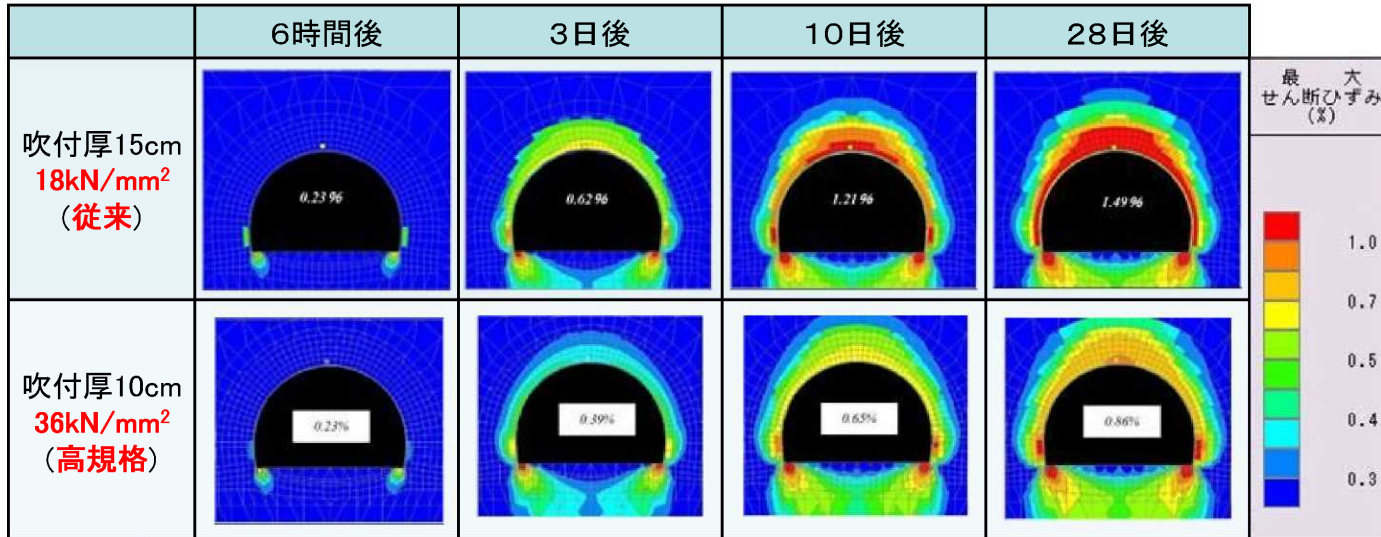 6時間後
3日後
10日後
28日後
吹付厚15cm
18kN/mm²
(従来)
0.23%
0.62%
1.21%
1.49%
吹付厚10cm
36kN/mm²
(高規格)
0.23%
0.39%
0.65%
0.86%
最 大
せん断ひずみ
(%)
1.0
0.7
0.5
0.4
0.3